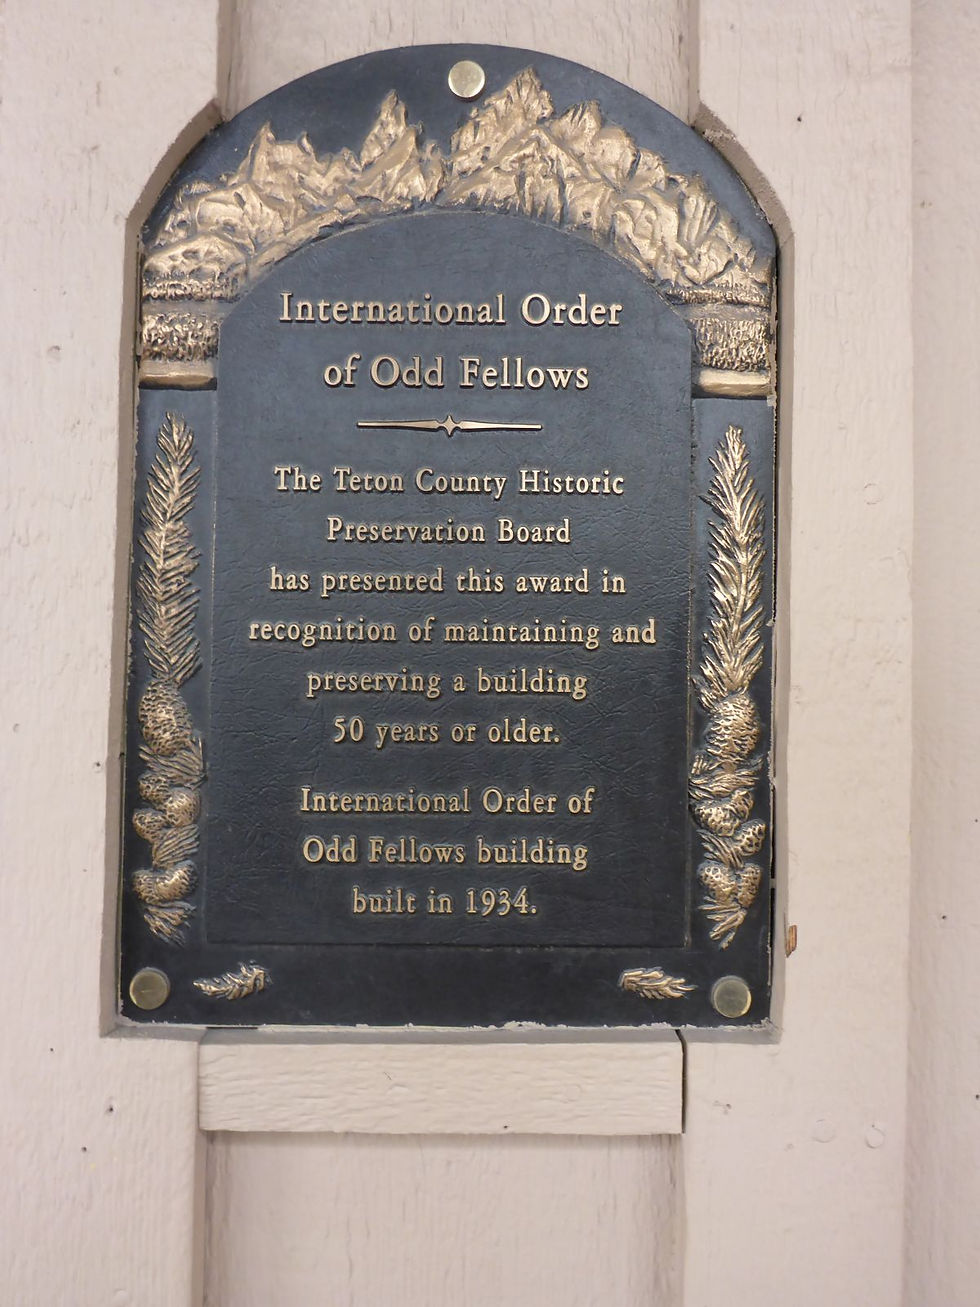 International Order
of Odd Fellows
The Teton County Historic
Preservation Board
has presented this award in
recognition of maintaining and
preserving a building
50 years or older.
International Order of
Odd Fellows building
built in 1934.